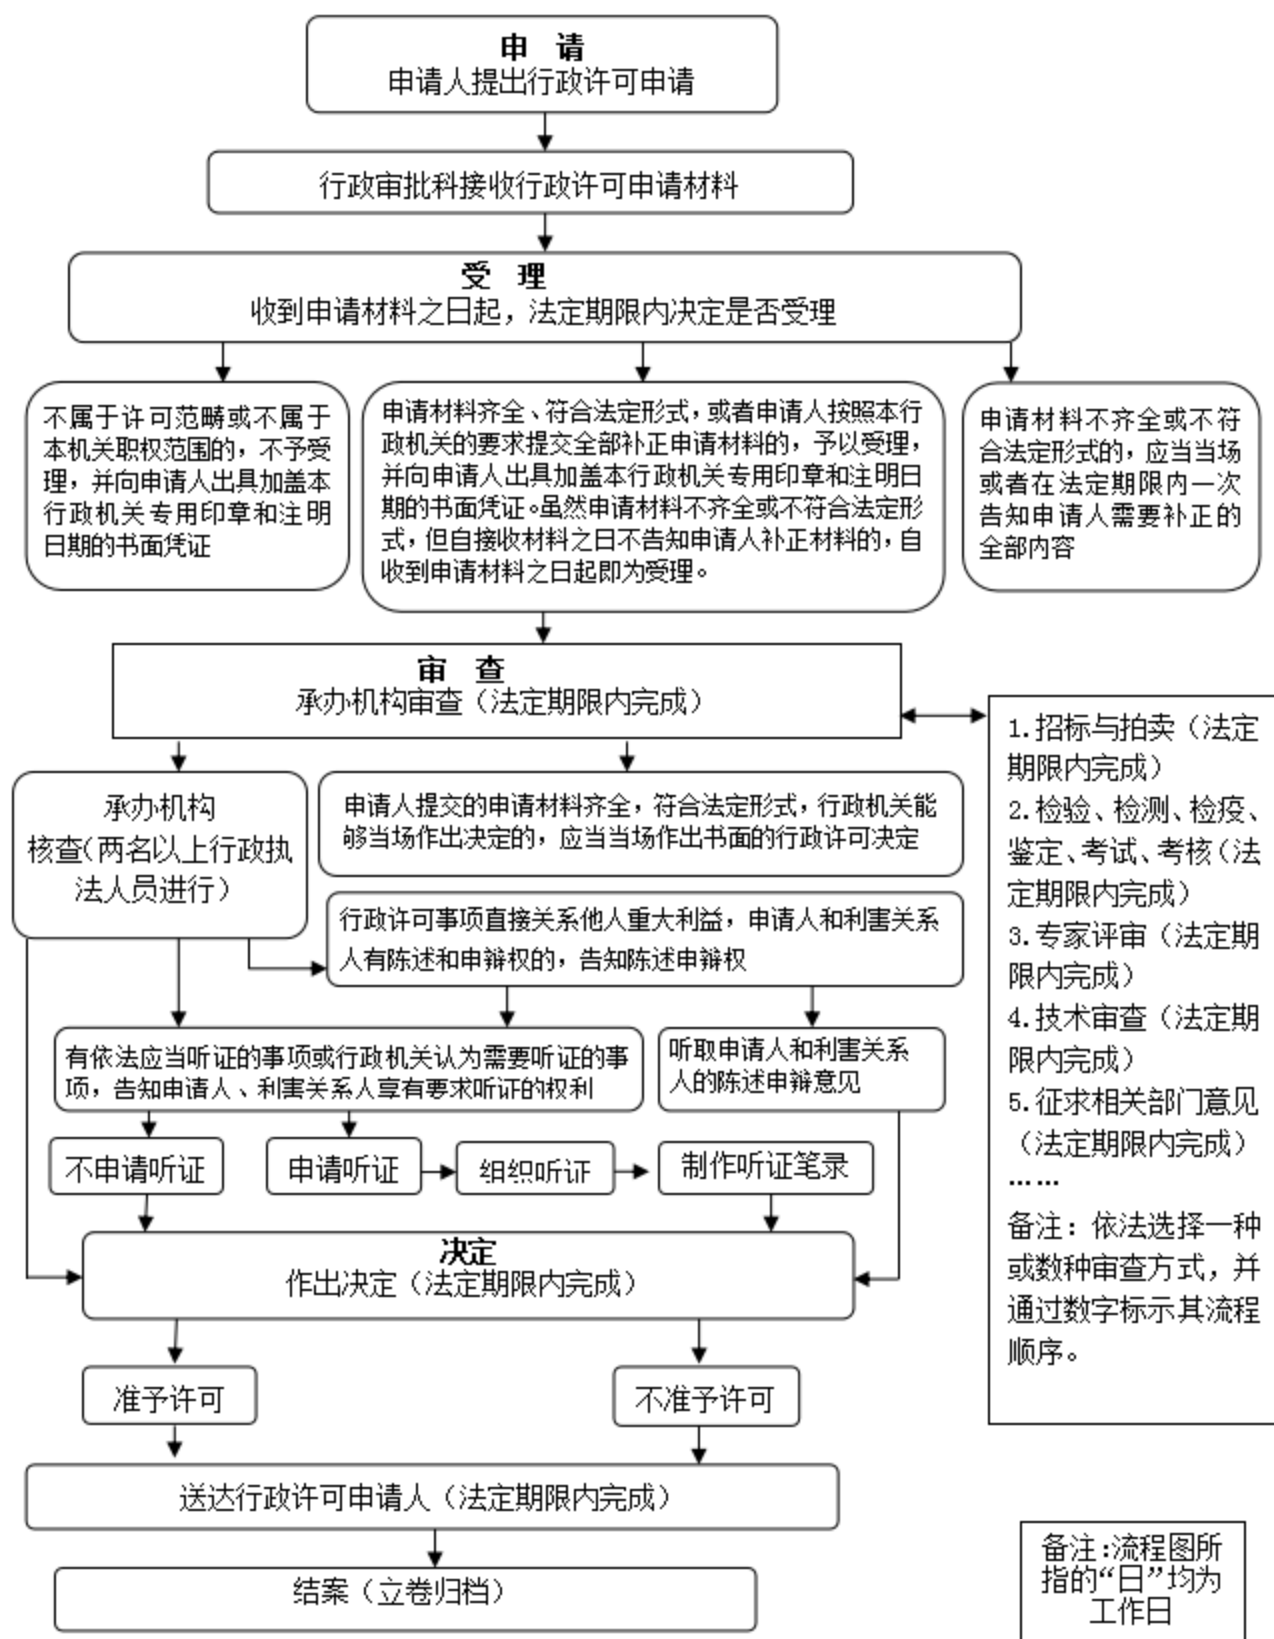 申 请
申请人提出行政许可申请
行政审批科接收行政许可申请材料
受 理
收到申请材料之日起，法定期限内决定是否受理
不属于许可范畴或不属于
本机关职权范围的，不予受
理，并向申请人出具加盖本
行政机关专用印章和注明
日期的书面凭证
申请材料齐全、符合法定形式，或者申请人按照本行
政机关的要求提交全部补正申请材料的，予以受理，
并向申请人出具加盖本行政机关专用印章和注明日
期的书面凭证。虽然申请材料不齐全或不符合法定形
式，但自接收材料之日不告知申请人补正材料的，自
收到申请材料之日起即为受理。
申请材料不齐全或不符
合法定形式的，应当当场
或者在法定期限内一次
告知申请人需要补正的
全部内容
审 查
承办机构审查（法定期限内完成）
承办机构
核查（两名以上行政执
法人员进行）
申请人提交的申请材料齐全，符合法定形式，行政机关能
够当场作出决定的，应当当场作出书面的行政许可决定
行政许可事项直接关系他人重大利益，申请人和利害关系
人有陈述和申辩权的，告知陈述申辩权
有依法应当听证的事项或行政机关认为需要听证的事
项，告知申请人、利害关系人享有要求听证的权利
听取申请人和利害关系
人的陈述申辩意见
不申请听证
申请听证
组织听证
制作听证笔录
决定
作出决定（法定期限内完成）
准予许可
不准予许可
送达行政许可申请人（法定期限内完成）
结案（立卷归档）
1.招标与拍卖（法定
期限内完成）
2.检验、检测、检疫、
鉴定、考试、考核（法
定期限内完成）
3.专家评审（法定期
限内完成）
4.技术审查（法定期
限内完成）
5.征求相关部门意见
（法定期限内完成）
……
备注：依法选择一种
或数种审查方式，并
通过数字标示其流程
顺序。
备注：流程图所
指的“日”均为
工作日